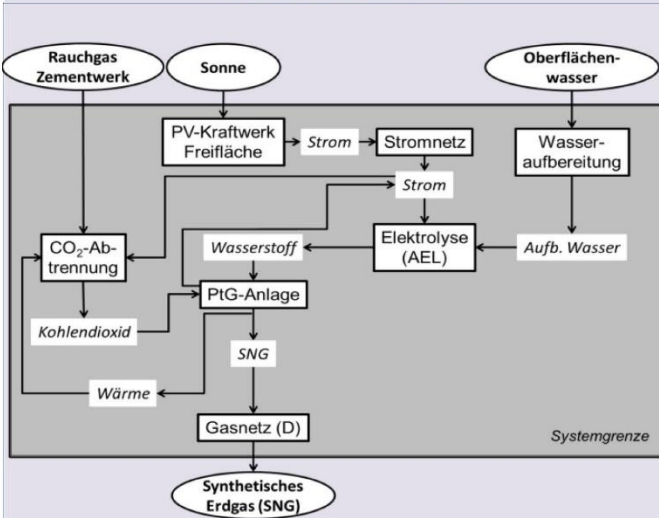 Rauchgas
Zementwerk
Sonne
Oberflächen-
wasser
PV-Kraftwerk
Freifläche
Strom
Stromnetz
Wasser-
aufbereitung
Strom
CO₂-Ab-
trennung
Wasserstoff
Elektrolyse
(AEL)
Aufb. Wasser
PtG-Anlage
Kohlendioxid
SNG
Wärme
Gasnetz (D)
Systemgrenze
Synthetisches
Erdgas (SNG)